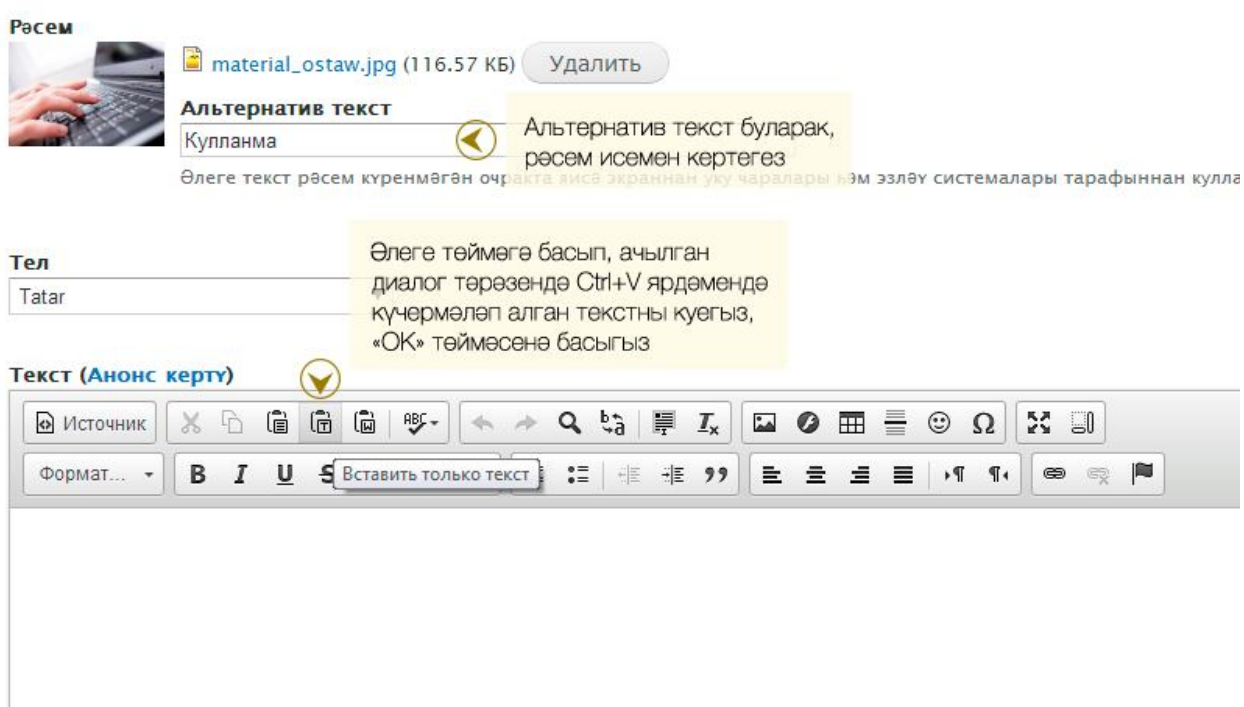 Рәсем
material_ostaw.jpg (116.57 КБ) Удалить
Альтернатив текст
Кулланма
Альтернатив текст буларак,
рәсем исемен кертегез
Әлеге текст рәсем күренмәгән очракта яисә экраннан уку чаралары һәм эзләү системалары тарафыннан кулла
Әлеге төймәгә басып, ачылган
диалог тәрәзендә Ctrl+V ярдәмендә
күчермәләп алган текстны куегыз,
«ОК» төймәсенә басыгыз
Тел
Tatar
Текст (Анонс кертү)
Источник
Формат...
Вставить только текст